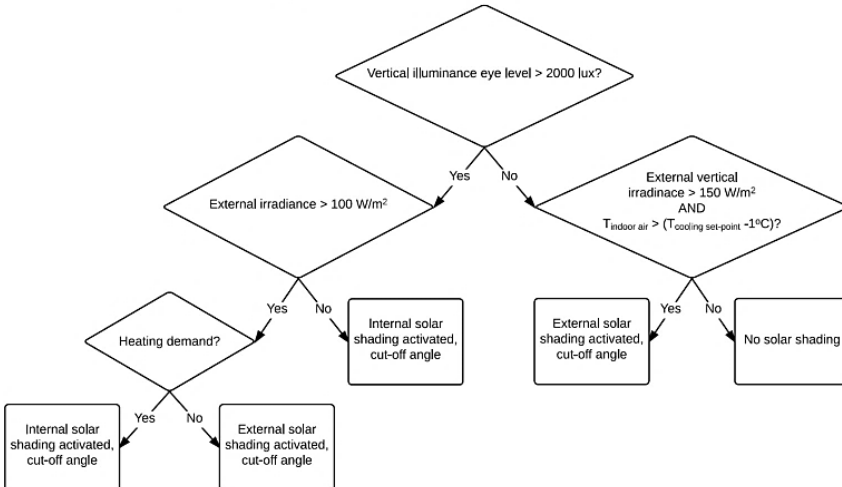 Vertical illuminance eye level > 2000 lux?
Yes
No
External irradiance > 100 W/m²
External vertical
irradinace > 150 W/m²
AND
T indoor air > (T cooling set-point -1ºC)?
Yes
No
Yes
No
Heating demand?
Internal solar
shading activated,
cut-off angle
External solar
shading activated,
cut-off angle
No solar shading
Yes
No
Internal solar
shading activated,
cut-off angle
External solar
shading activated,
cut-off angle